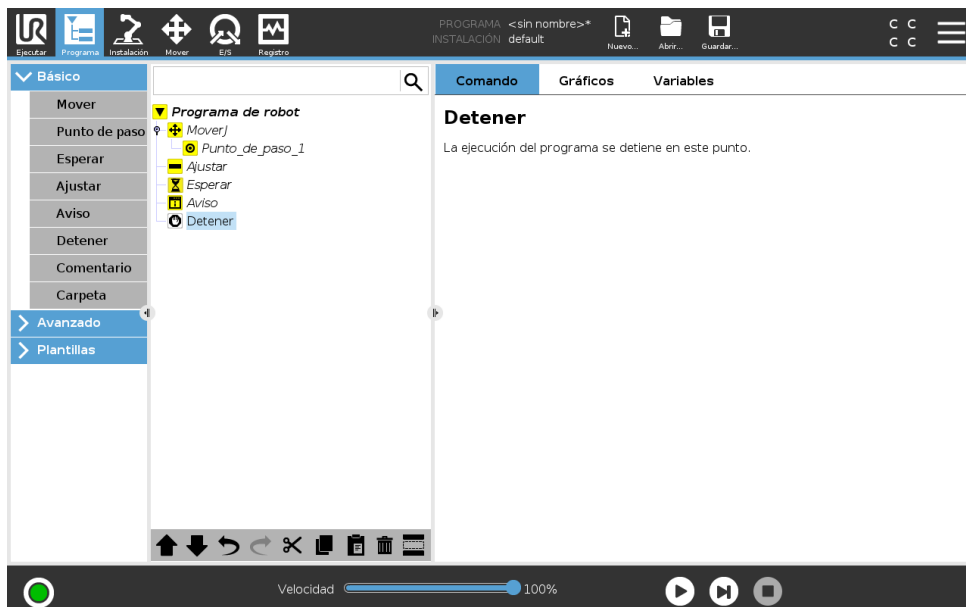 UR
Ejecutar
Programa
Instalación
Mover
E/S
Registro
PROGRAMA <sin nombre>*
INSTALACIÓN default
Nuevo...
Abrir...
Guardar...
C C
C C
Básico
Mover
Punto de paso
Esperar
Ajustar
Aviso
Detener
Comentario
Carpeta
Avanzado
Plantillas
Programa de robot
MoverJ
Punto_de_paso_1
Ajustar
Esperar
Aviso
Detener
Comando Gráficos Variables
Detener
La ejecución del programa se detiene en este punto.
Velocidad 100%